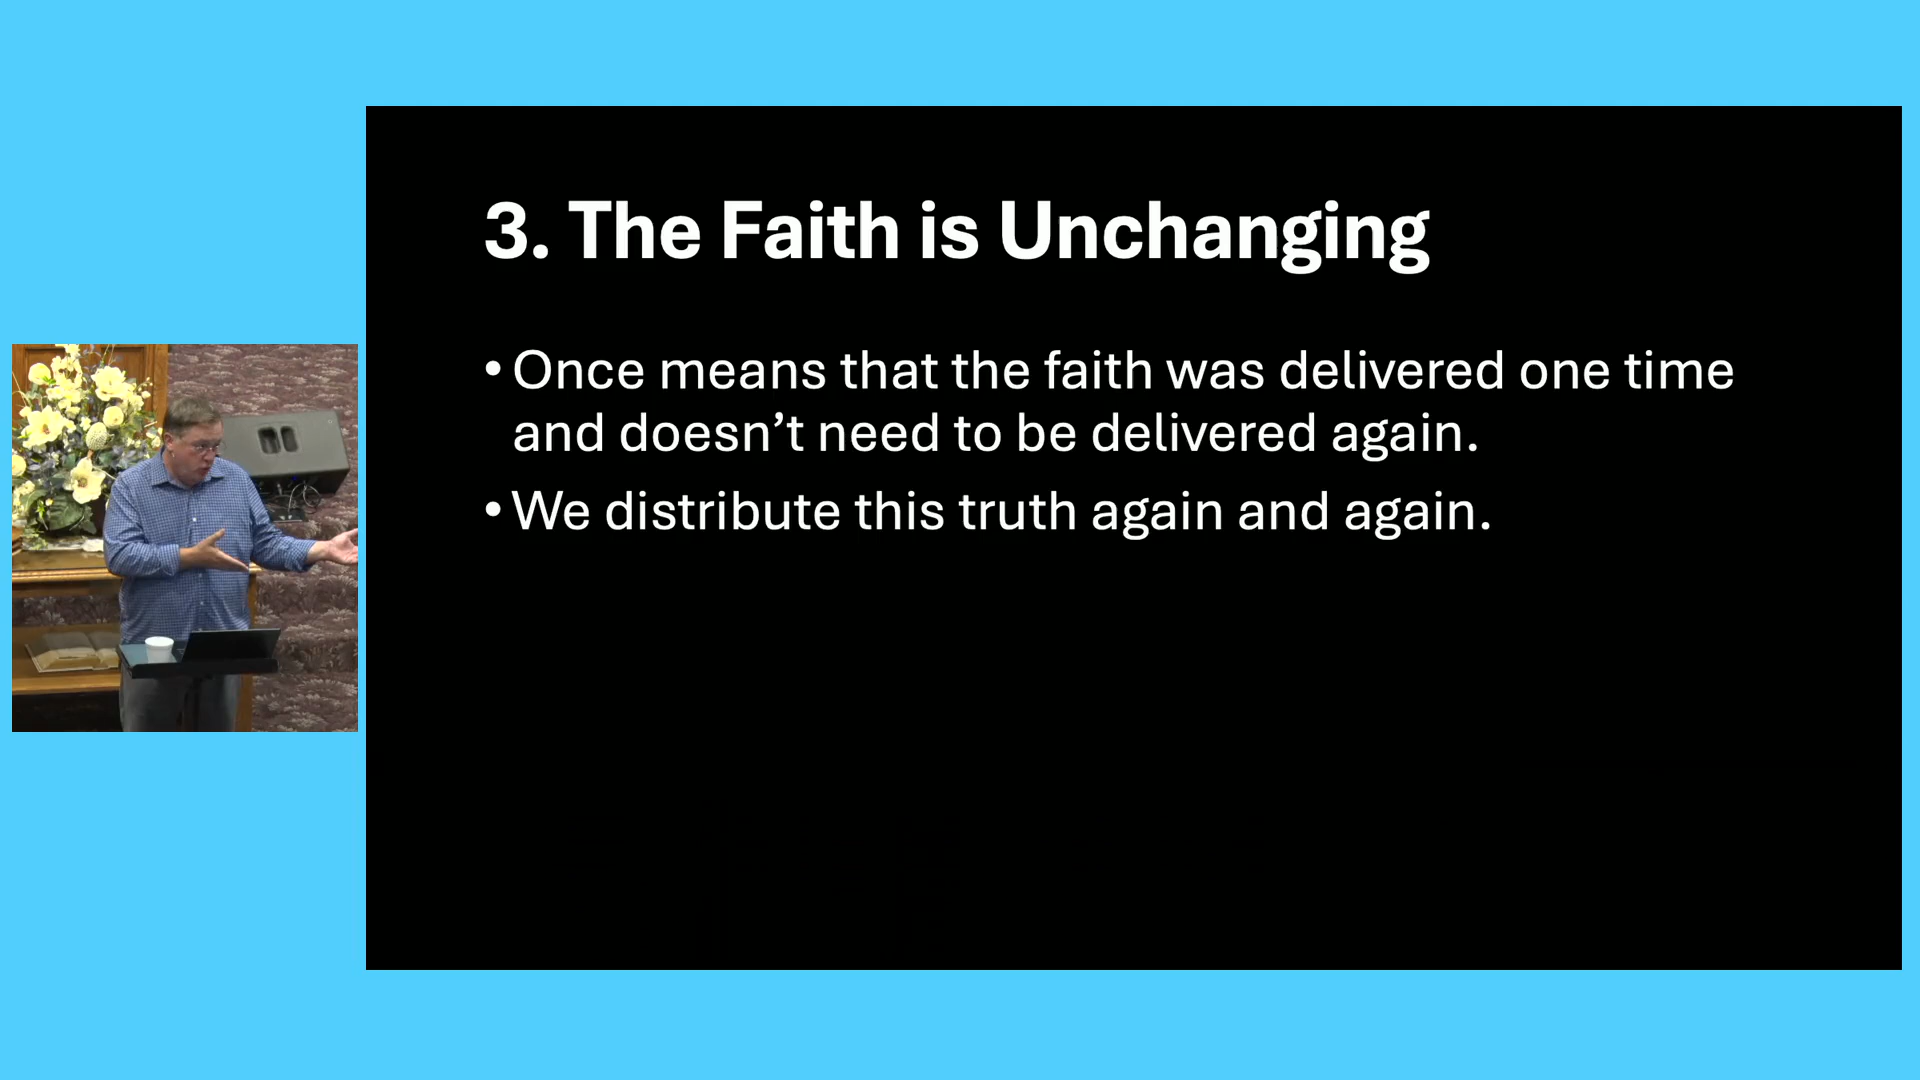 3. The Faith is Unchanging
• Once means that the faith was delivered one time
and doesn’t need to be delivered again.
• We distribute this truth again and again.